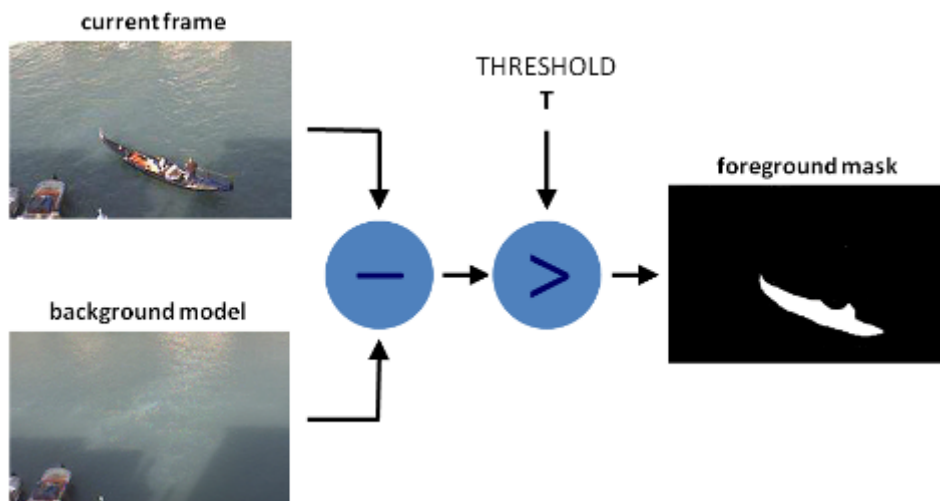 current frame
THRESHOLD
T
foreground mask
−
>
background model